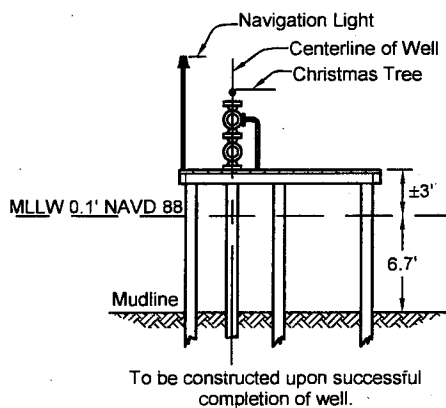 Navigation Light
Centerline of Well
Christmas Tree
±3'
MLLW 0.1' NAVD 88
6.7'
Mudline
To be constructed upon successful
completion of well.